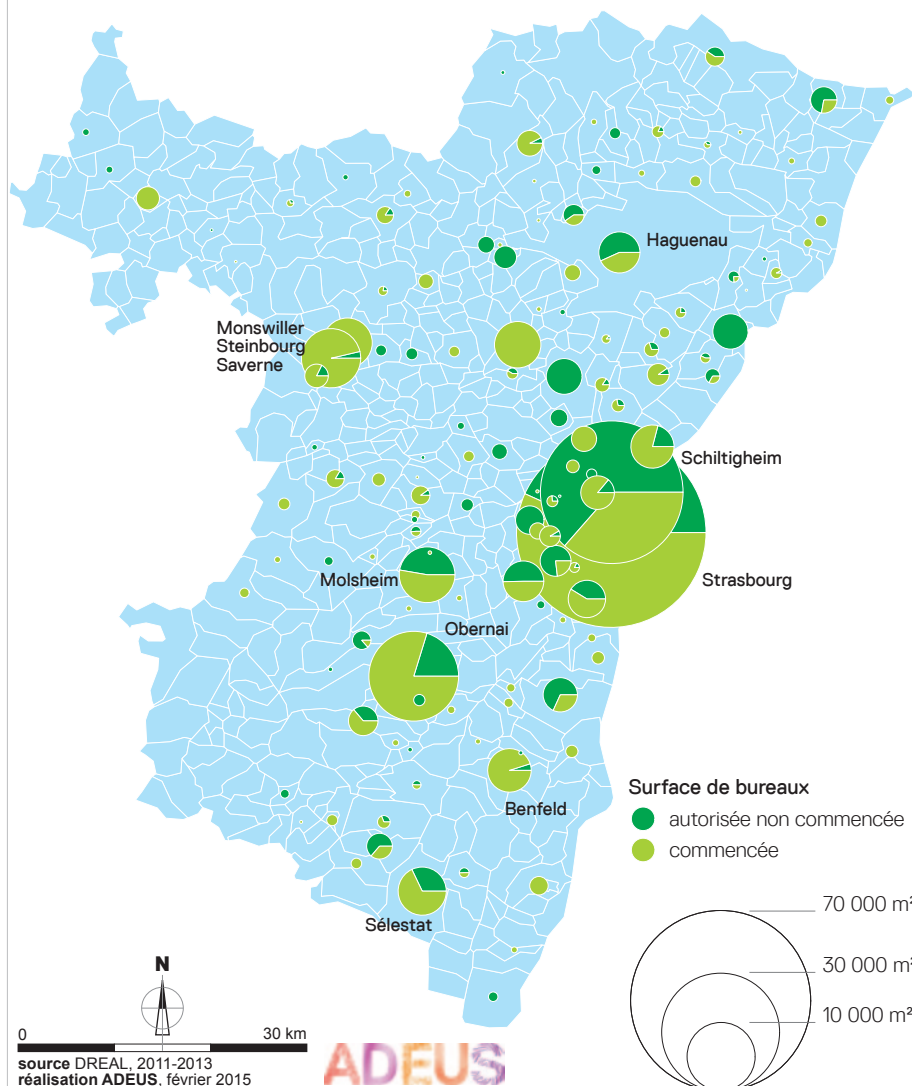 Haguenau
Monswiller
Steinbourg
Saverne
Schiltigheim
Molsheim
Strasbourg
Obernai
Benfeld
Sélestat
Surface de bureaux
autorisée non commencée
commencée
70 000 m²
30 000 m²
10 000 m²
N
0 30 km
source DREAL, 2011-2013
réalisation ADEUS, février 2015
ADEUS